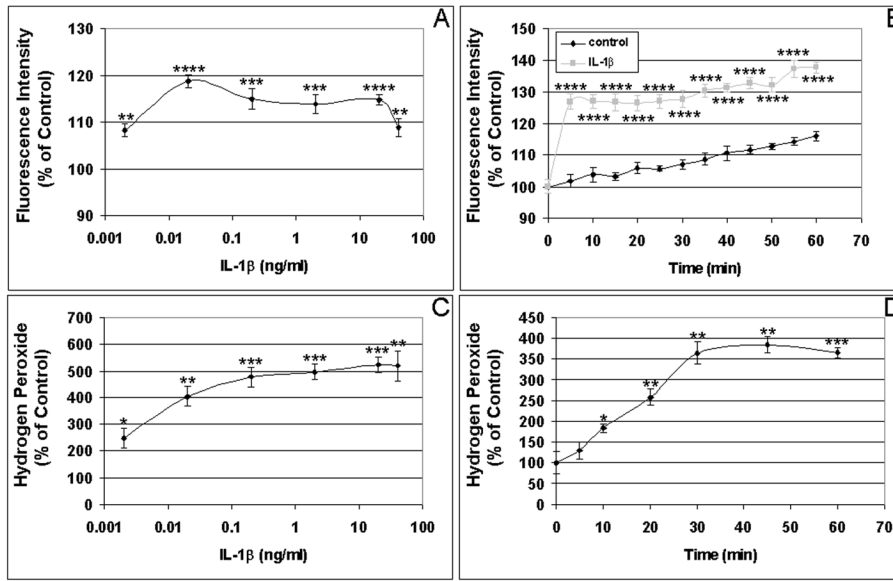 A
Fluorescence Intensity
(% of Control)
130
120
110
100
90
** **** *** *** **** **
0.001 0.01 0.1 1 10 100
IL-1β (ng/ml)
B
Fluorescence Intensity
(% of Control)
150
140
130
120
110
100
90
control
IL-1β
**** **** **** **** **** ****
**** **** **** **** **** ****
0 10 20 30 40 50 60 70
Time (min)
C
Hydrogen Peroxide
(% of Control)
700
600
500
400
300
200
100
0
* ** *** *** *** **
0.001 0.01 0.1 1 10 100
IL-1β (ng/ml)
D
Hydrogen Peroxide
(% of Control)
450
400
350
300
250
200
150
100
50
0
* ** ** ** ***
0 10 20 30 40 50 60 70
Time (min)